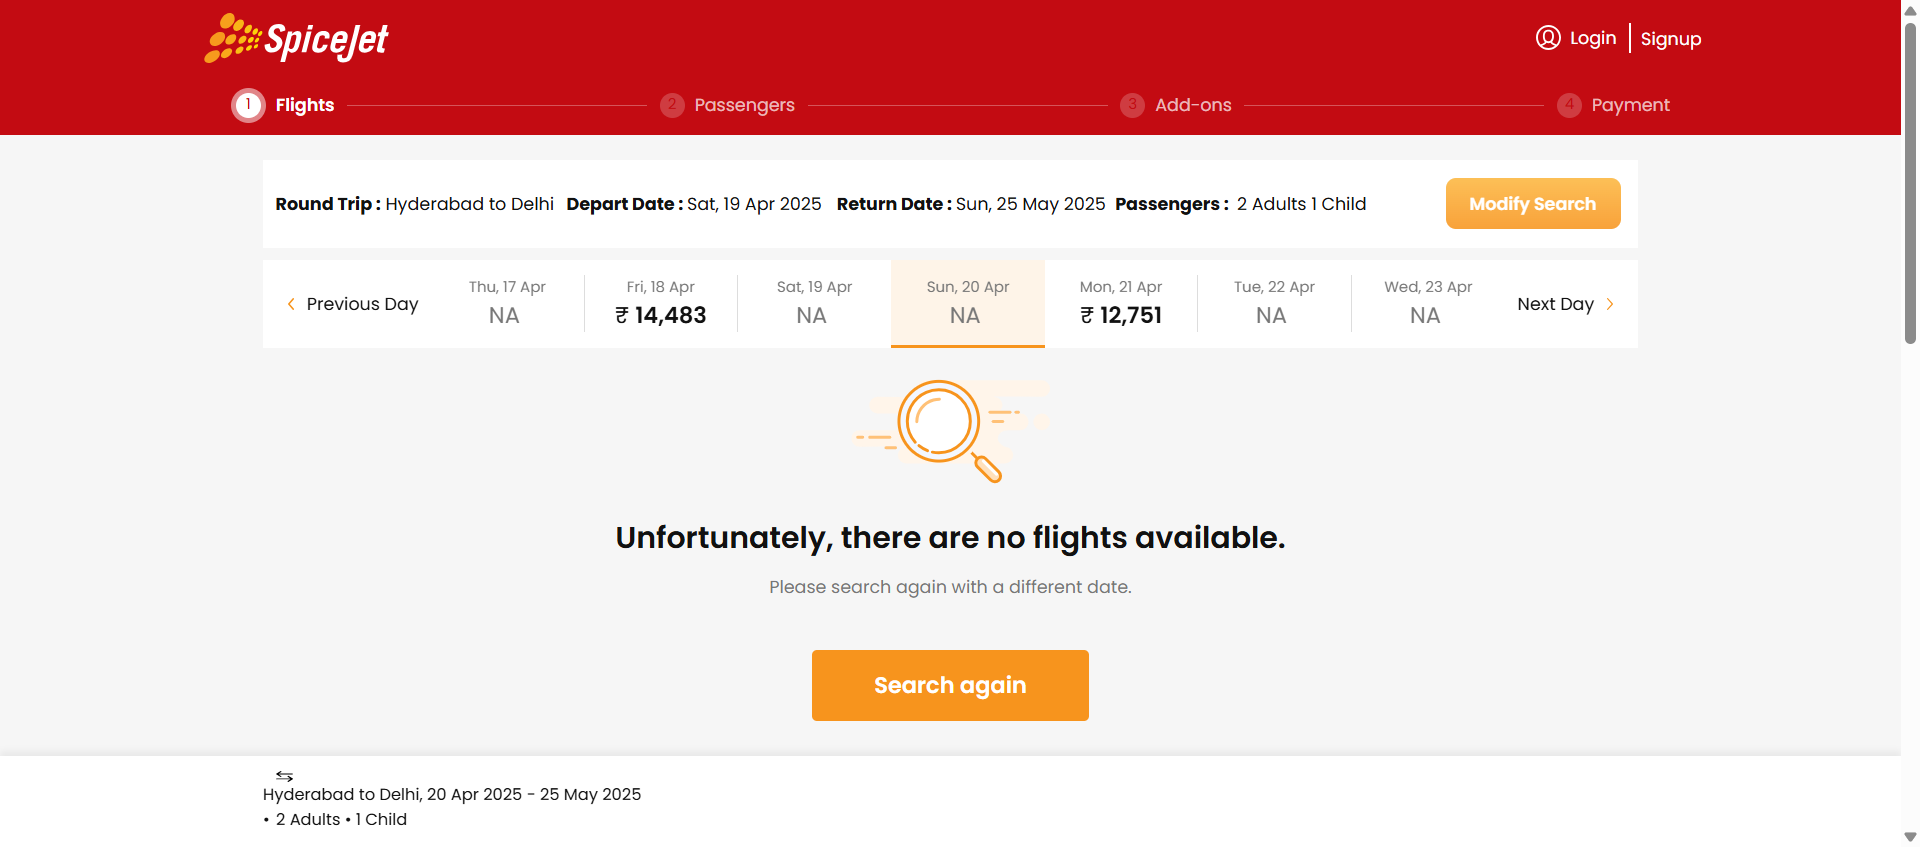 SpiceJet
Login
Signup
1 Flights
2 Passengers
3 Add-ons
4 Payment
Round Trip : Hyderabad to Delhi Depart Date : Sat, 19 Apr 2025 Return Date : Sun, 25 May 2025 Passengers : 2 Adults 1 Child
Modify Search
Previous Day
Thu, 17 Apr
NA
Fri, 18 Apr
₹ 14,483
Sat, 19 Apr
NA
Sun, 20 Apr
NA
Mon, 21 Apr
₹ 12,751
Tue, 22 Apr
NA
Wed, 23 Apr
NA
Next Day
Unfortunately, there are no flights available.
Please search again with a different date.
Search again
Hyderabad to Delhi, 20 Apr 2025 - 25 May 2025
• 2 Adults • 1 Child